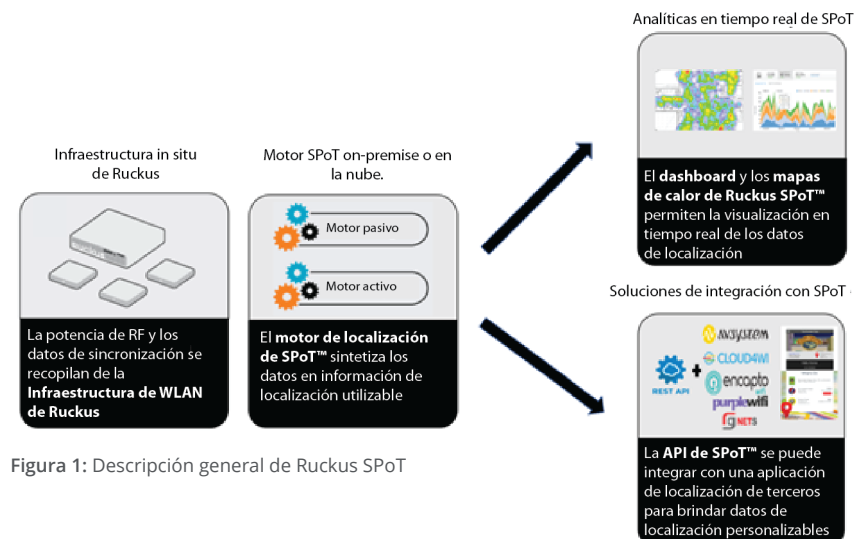 Infraestructura in situ
de Ruckus
La potencia de RF y los
datos de sincronización se
recopilan de la
Infraestructura de WLAN
de Ruckus
Motor SPoT on-premise o en
la nube.
Motor pasivo
Motor activo
El motor de localización
de SPoT™ sintetiza los
datos en información de
localización utilizable
Analíticas en tiempo real de SPoT
El dashboard y los mapas
de calor de Ruckus SPoT™
permiten la visualización en
tiempo real de los datos
de localización
Soluciones de integración con SPoT
REST API
+
AVSYSTEM
CLOUD4WI
encapto
purplewifi
GNETS
La API de SPoT™ se puede
integrar con una aplicación
de localización de terceros
para brindar datos de
localización personalizables
Figura 1: Descripción general de Ruckus SPoT